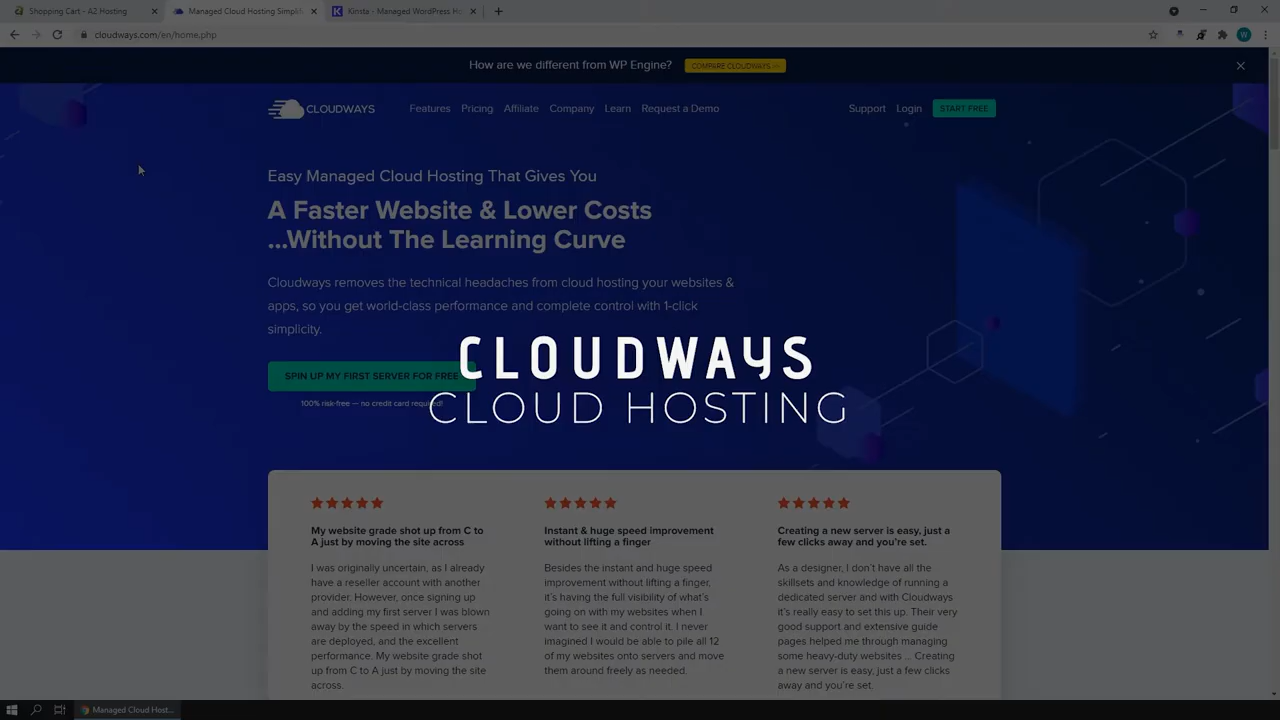 Shopping Cart - A2 Hosting
Managed Cloud Hosting Simplifi
Kinsta - Managed WordPress Ho
cloudways.com/en/home.php
W
How are we different from WP Engine?
COMPARE CLOUDWAYS
CLOUDWAYS
Features
Pricing
Affiliate
Company
Learn
Request a Demo
Support
Login
START FREE
Easy Managed Cloud Hosting That Gives You
A Faster Website & Lower Costs
...Without The Learning Curve
Cloudways removes the technical headaches from cloud hosting your websites &
apps, so you get world-class performance and complete control with 1-click
simplicity.
SPIN UP MY FIRST SERVER FOR FREE
100% risk-free — no credit card required!
CLOUDWAYS
CLOUD HOSTING
My website grade shot up from C to
A just by moving the site across
I was originally uncertain, as I already
have a reseller account with another
provider. However, once signing up
and adding my first server I was blown
away by the speed in which servers
are deployed, and the excellent
performance. My website grade shot
up from C to A just by moving the site
across.
Instant & huge speed improvement
without lifting a finger
Besides the instant and huge speed
improvement without lifting a finger,
it's having the full visibility of what's
going on with my websites when I
want to see it and control it. I never
imagined I would be able to pile all 12
of my websites onto servers and move
them around freely as needed.
Creating a new server is easy, just a
few clicks away and you're set.
As a designer, I don't have all the
skillsets and knowledge of running a
dedicated server and with Cloudways
it's really easy to set this up. Their very
good support and extensive guide
pages helped me through managing
some heavy-duty websites ... Creating
a new server is easy, just a few clicks
away and you're set.
Managed Cloud Host...